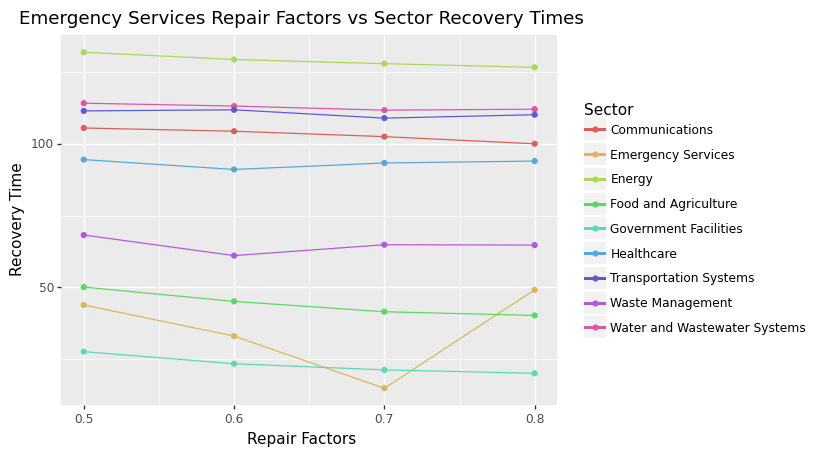 Emergency Services Repair Factors vs Sector Recovery Times
Recovery Time
100
50
0.5
0.6
0.7
0.8
Repair Factors
Sector
Communications
Emergency Services
Energy
Food and Agriculture
Government Facilities
Healthcare
Transportation Systems
Waste Management
Water and Wastewater Systems